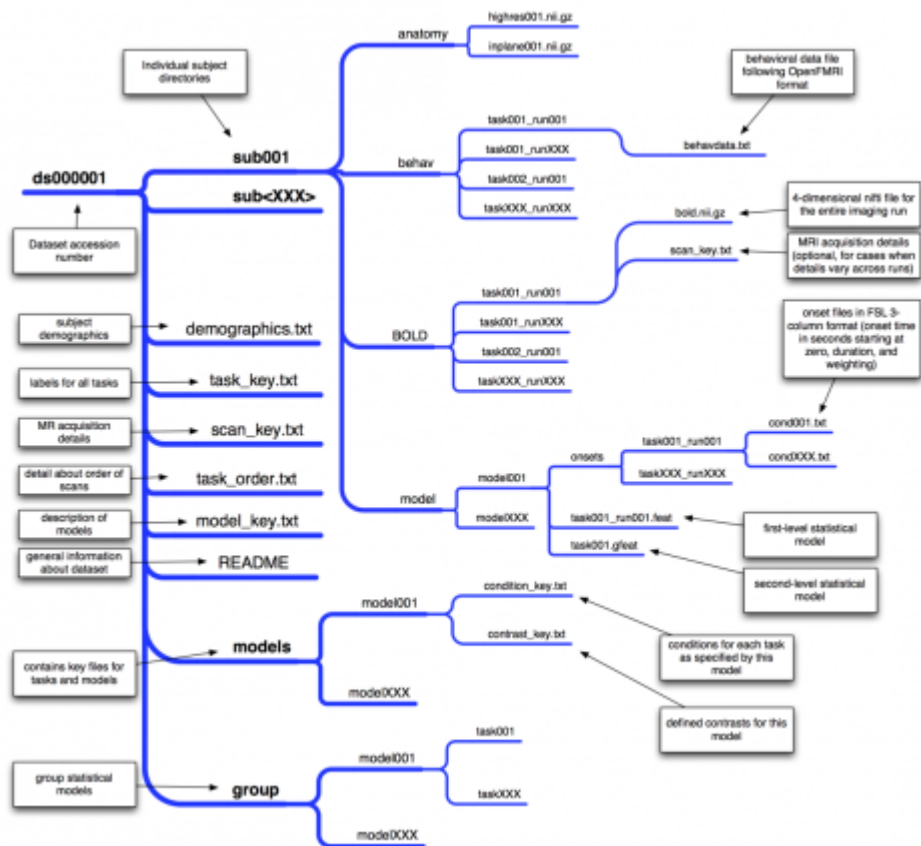 highres001.nii.gz
anatomy
inplane001.nii.gz
Individual subject
directories
behavioral data file
following OpenFMRI
format
task001_run001
behavdata.txt
sub001
behav
task001_runXXX
ds000001
task002_run001
sub<XXX>
taskXXX_runXXX
4-dimensional nifti file for
the entire imaging run
bold.nii.gz
Dataset accession
number
scan_key.txt
MRI acquisition details
(optional, for cases when
details vary across runs)
task001_run001
subject
demographics
demographics.txt
task001_runXXX
BOLD
task002_run001
onset files in FSL 3-
column format (onset time
in seconds starting at
zero, duration, and
weighting)
labels for all tasks
task_key.txt
taskXXX_runXXX
MR acquisition
details
scan_key.txt
cond001.txt
task001_run001
onsets
condXXX.txt
detail about order of
scans
task_order.txt
model001
taskXXX_runXXX
model
description of
models
model_key.txt
modelXXX
task001_run001.feat
first-level statistical
model
general information
about dataset
README
task001.gfeat
second-level statistical
model
condition_key.txt
model001
models
contrast_key.txt
conditions for each task
as specified by this
model
contains key files for
tasks and models
modelXXX
defined contrasts for this
model
task001
model001
group statistical
models
group
taskXXX
modelXXX